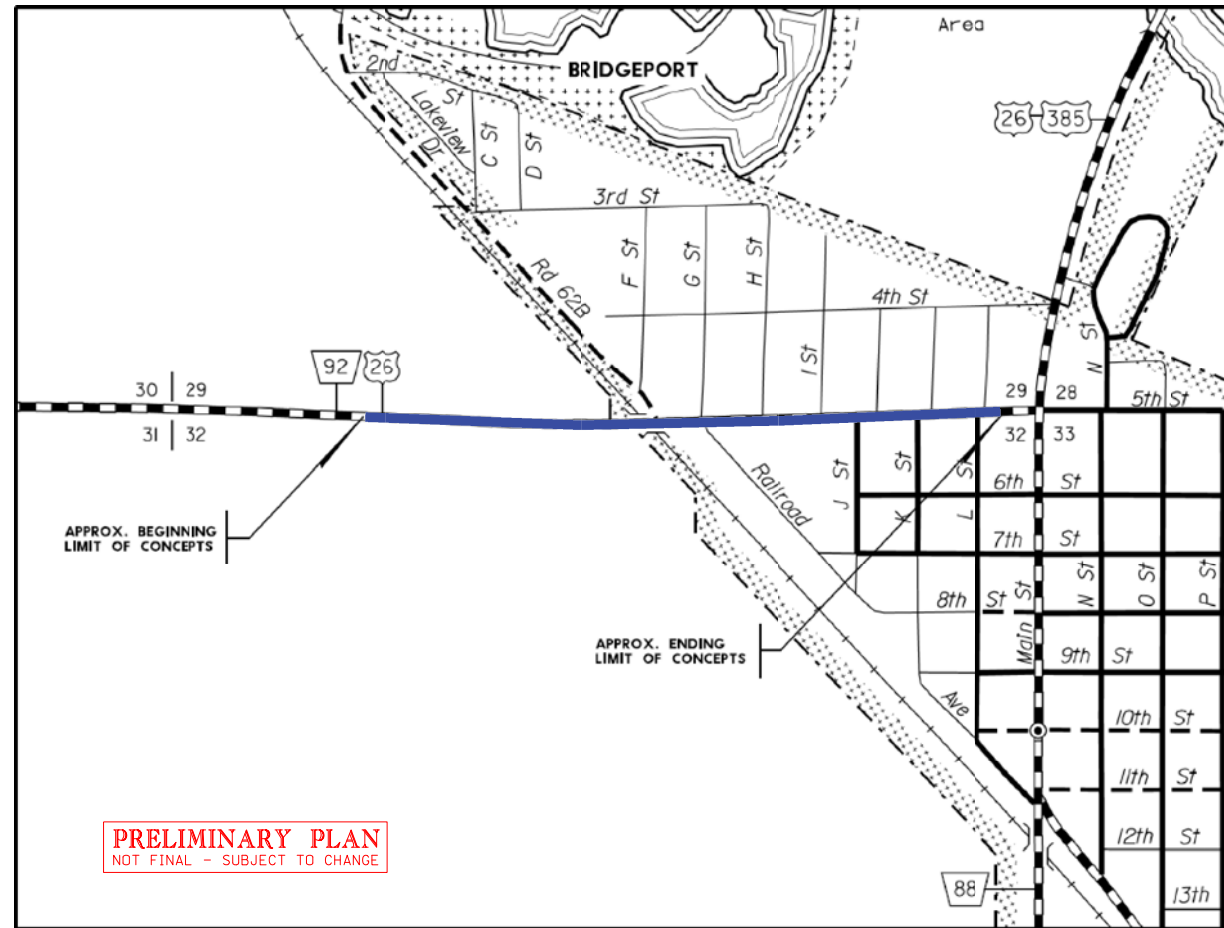 Area
BRIDGEPORT
2nd
St
Lakeview
Dr
C St
D St
26
385
3rd St
F St
G St
H St
Rd 62B
4th St
I St
N St
92
26
30
29
29
28
5th St
31
32
32
33
J St
K St
L St
6th St
Railroad
7th St
APPROX. BEGINNING
LIMIT OF CONCEPTS
8th St
Main St
N St
O St
P St
APPROX. ENDING
LIMIT OF CONCEPTS
9th St
Ave
10th St
11th St
PRELIMINARY PLAN
NOT FINAL - SUBJECT TO CHANGE
12th St
88
13th